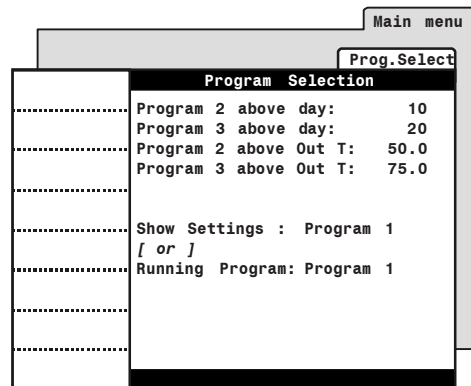 Main menu
Prog.Select
Program Selection
Program 2 above day: 10
Program 3 above day: 20
Program 2 above Out T: 50.0
Program 3 above Out T: 75.0
Show Settings : Program 1
[ or ]
Running Program: Program 1